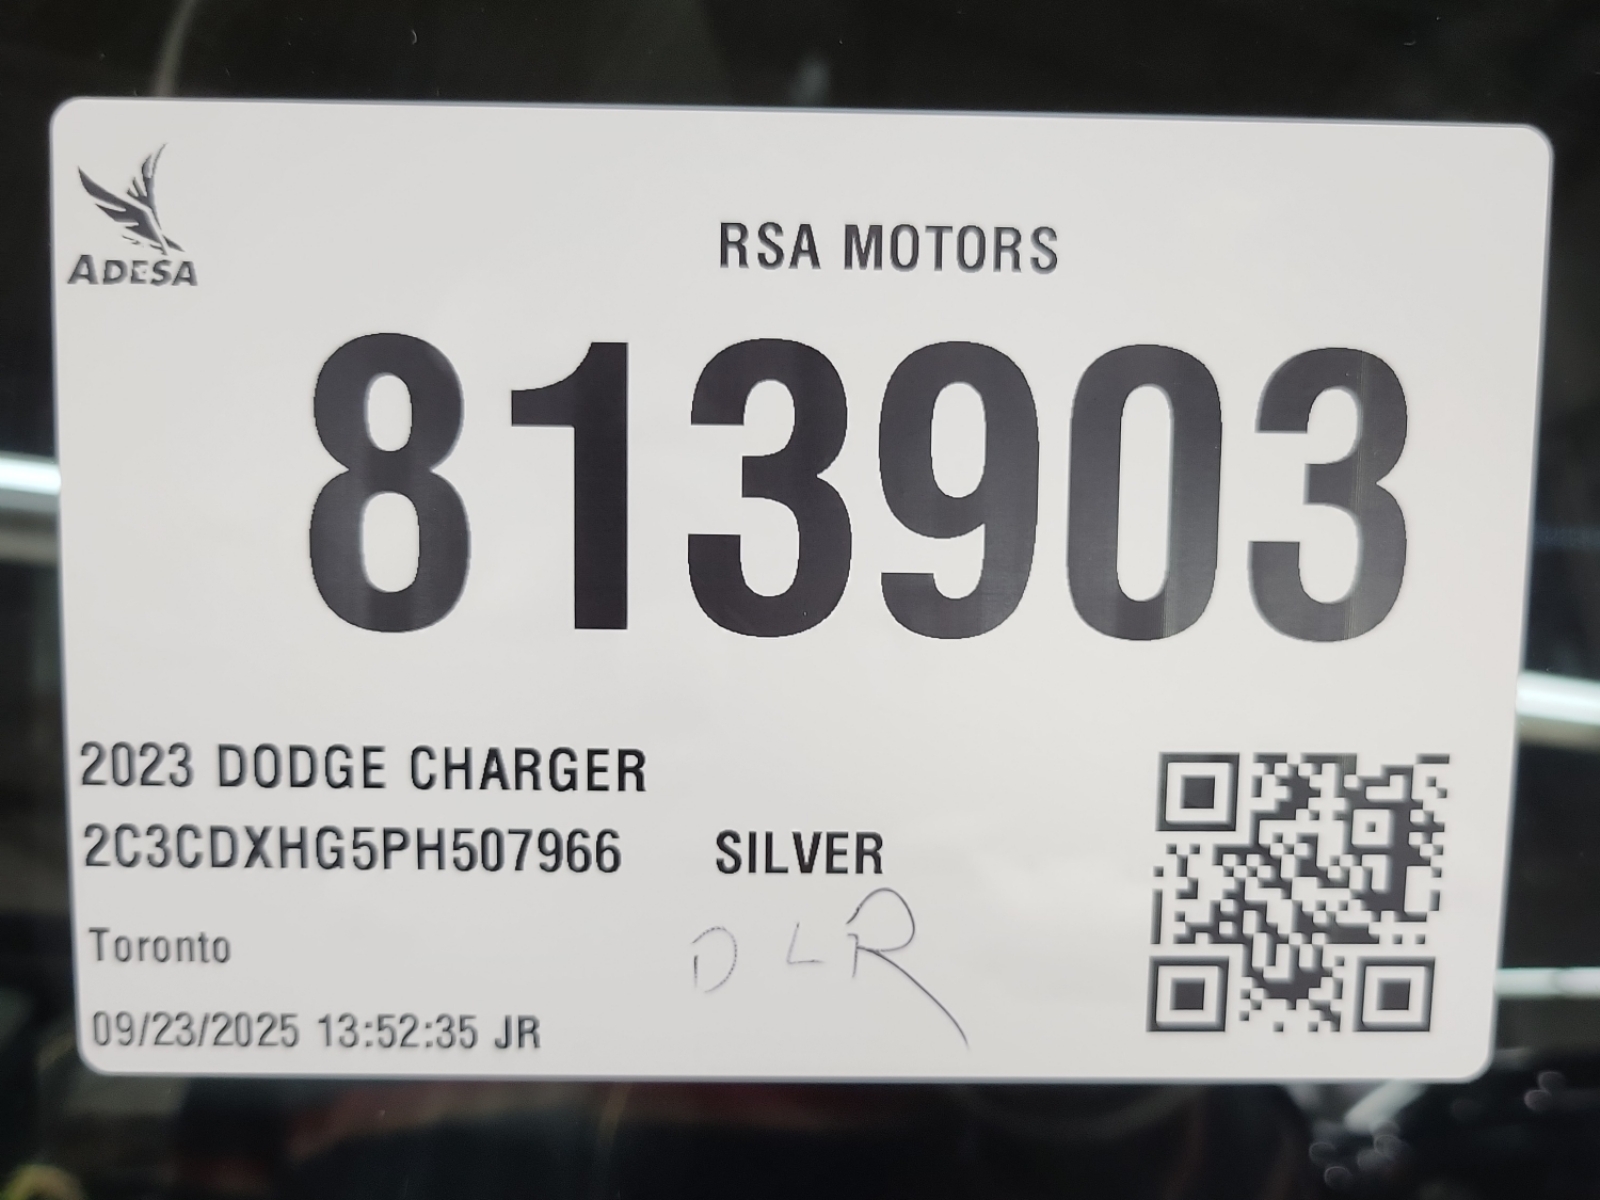 ADESA
RSA MOTORS
813903
2023 DODGE CHARGER
2C3CDXHG5PH507966 SILVER
DLR
Toronto
09/23/2025 13:52:35 JR